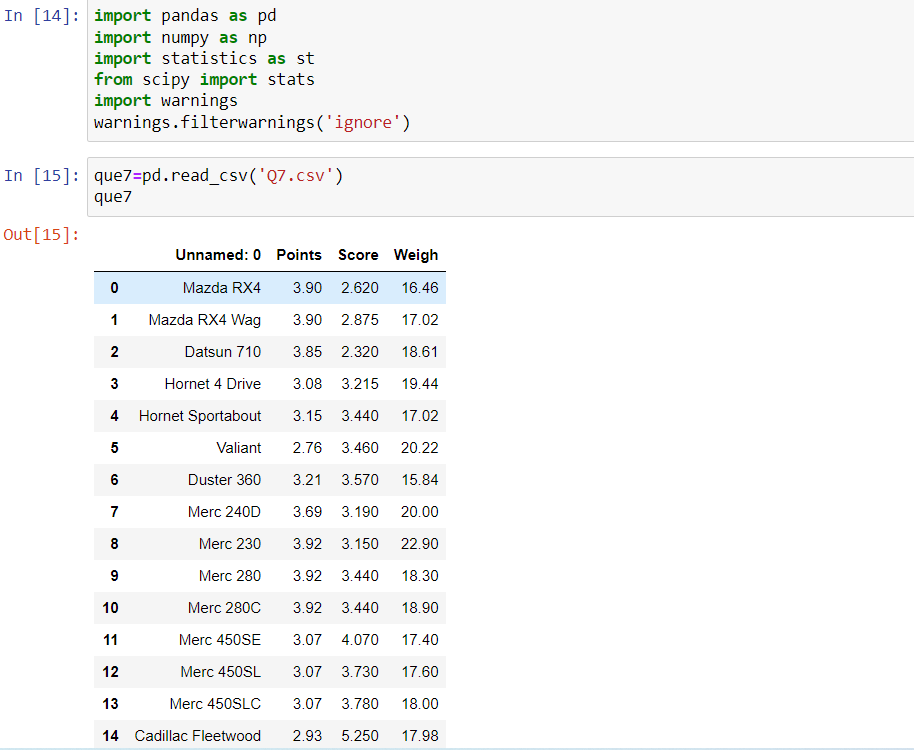 In [14]: import pandas as pd
import numpy as np
import statistics as st
from scipy import stats
import warnings
warnings.filterwarnings('ignore')
In [15]: que7=pd.read_csv('Q7.csv')
que7
Out[15]:
Unnamed: 0 Points Score Weigh
0 Mazda RX4 3.90 2.620 16.46
1 Mazda RX4 Wag 3.90 2.875 17.02
2 Datsun 710 3.85 2.320 18.61
3 Hornet 4 Drive 3.08 3.215 19.44
4 Hornet Sportabout 3.15 3.440 17.02
5 Valiant 2.76 3.460 20.22
6 Duster 360 3.21 3.570 15.84
7 Merc 240D 3.69 3.190 20.00
8 Merc 230 3.92 3.150 22.90
9 Merc 280 3.92 3.440 18.30
10 Merc 280C 3.92 3.440 18.90
11 Merc 450SE 3.07 4.070 17.40
12 Merc 450SL 3.07 3.730 17.60
13 Merc 450SLC 3.07 3.780 18.00
14 Cadillac Fleetwood 2.93 5.250 17.98